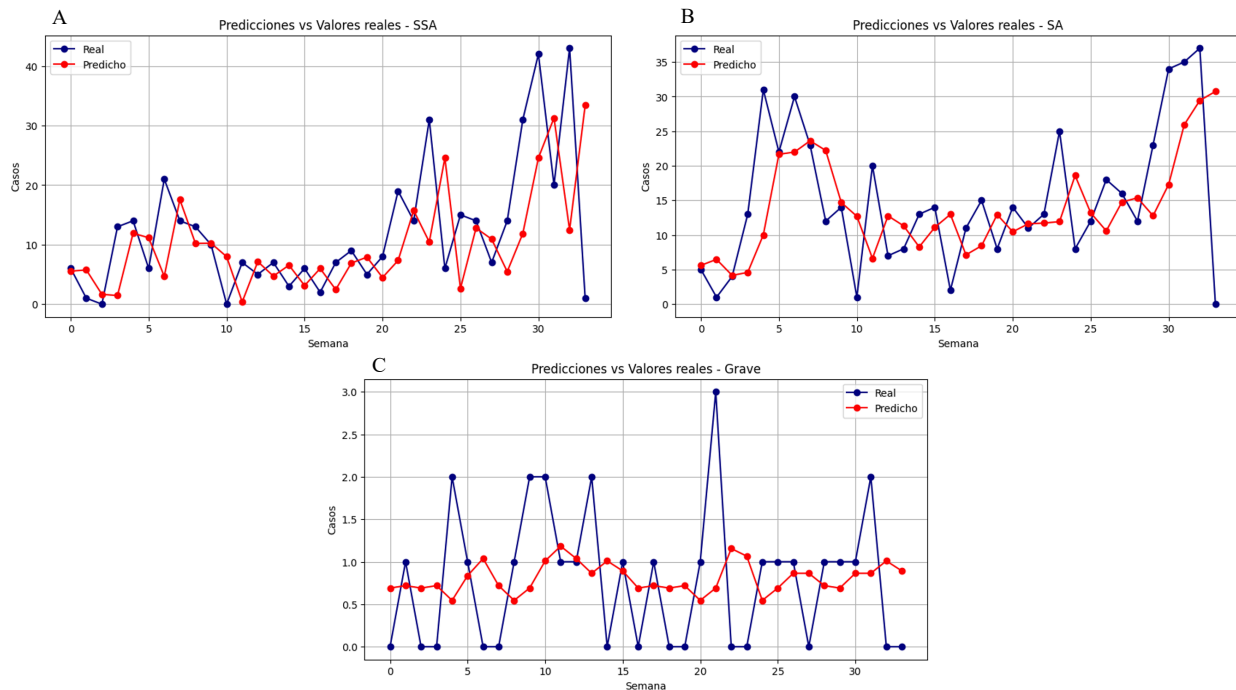 A
Predicciones vs Valores reales - SSA
Real
Predicho
Casos
40
30
20
10
0
0 5 10 15 20 25 30
Semana
B
Predicciones vs Valores reales - SA
Real
Predicho
Casos
35
30
25
20
15
10
5
0
0 5 10 15 20 25 30
Semana
C
Predicciones vs Valores reales - Grave
Real
Predicho
Casos
3.0
2.5
2.0
1.5
1.0
0.5
0.0
0 5 10 15 20 25 30
Semana